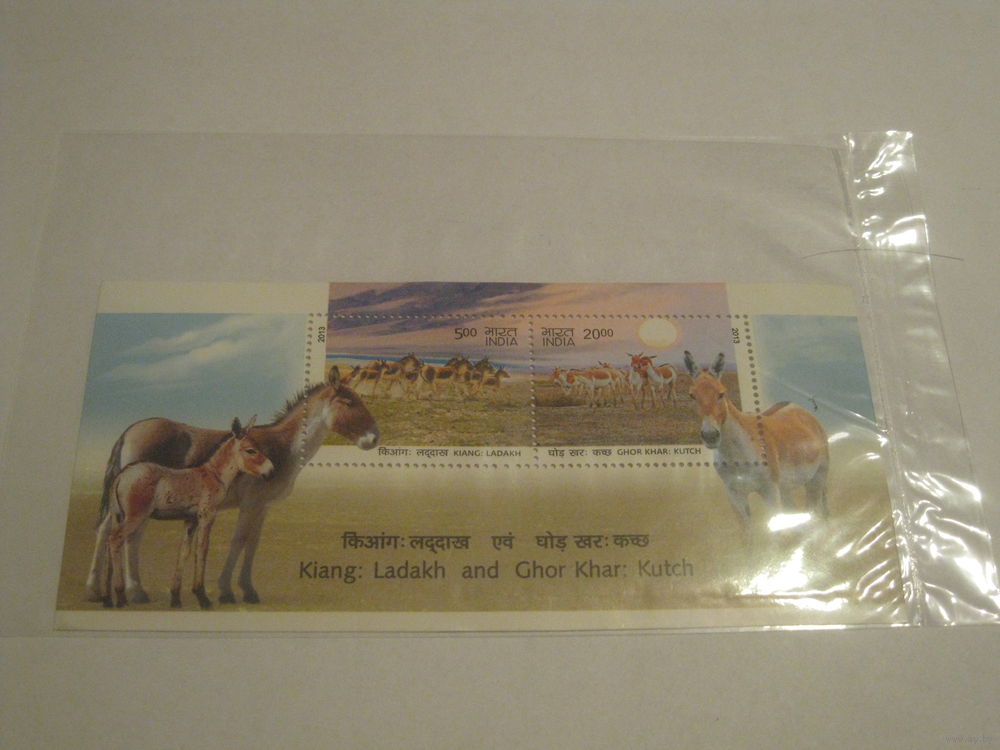 2013
5.00 भारत
INDIA
भारत 20.00
INDIA
2013
किआंग: लद्दाख KIANG: LADAKH
घोड़ खर: कच्छ GHOR KHAR: KUTCH
किआंग: लद्दाख एवं घोड़ खर: कच्छ
Kiang: Ladakh and Ghor Khar: Kutch